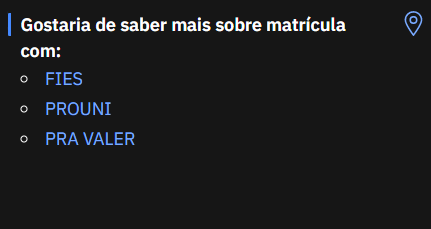 Gostaria de saber mais sobre matrícula
com:
FIES
PROUNI
PRA VALER